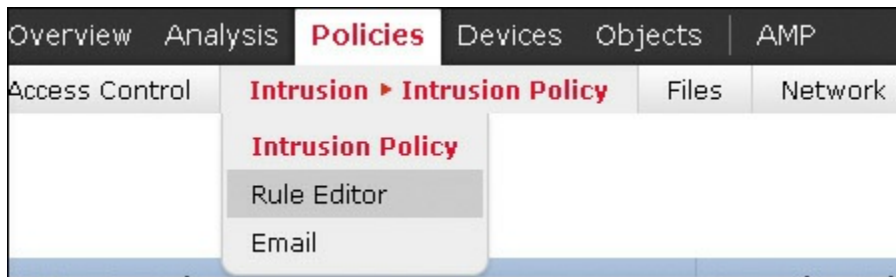 Overview Analysis Policies Devices Objects AMP
Access Control Intrusion ▸ Intrusion Policy Files Network
Intrusion Policy
Rule Editor
Email